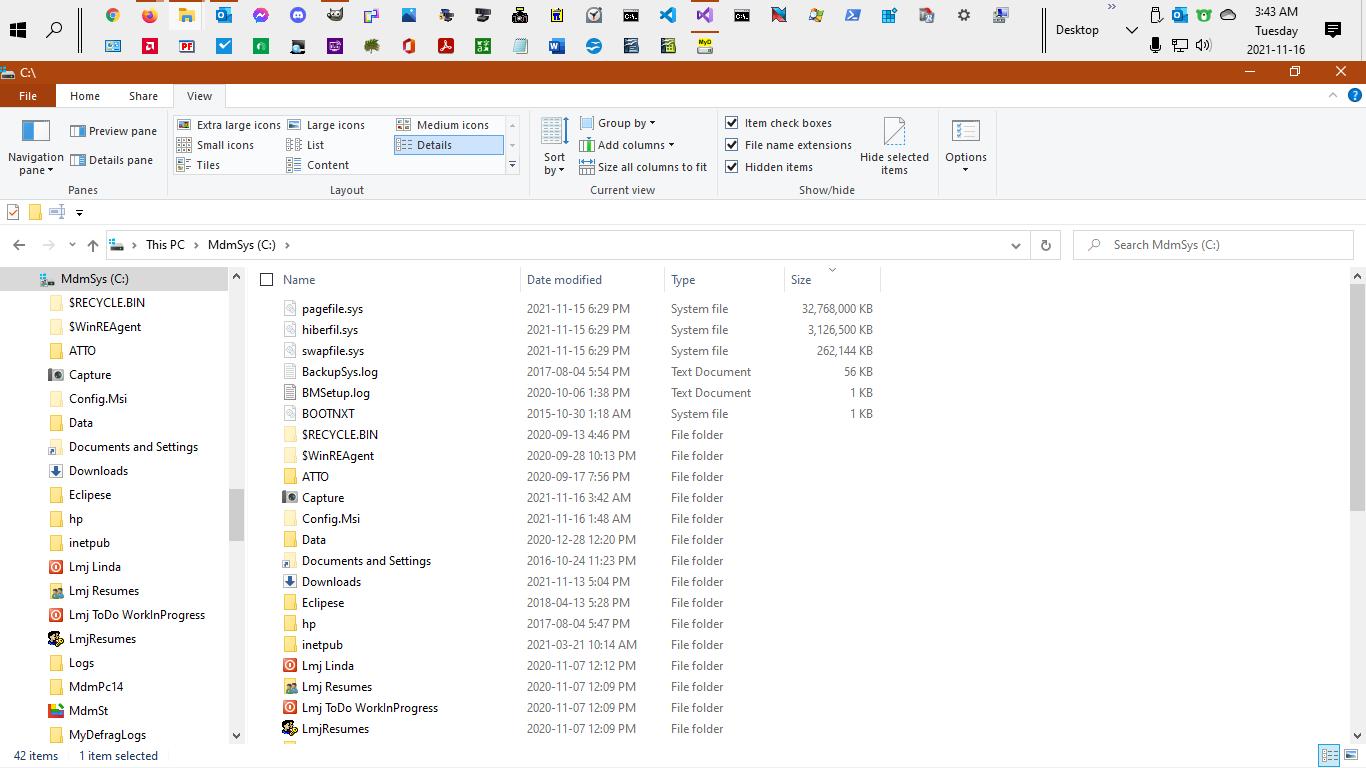 3:43 AM
Desktop
Tuesday
2021-11-16
C:\
File Home Share View
Navigation pane
Preview pane
Details pane
Panes
Extra large icons Large icons Medium icons
Small icons List Details
Tiles Content
Layout
Sort by
Group by
Add columns
Size all columns to fit
Current view
Item check boxes
File name extensions
Hidden items
Hide selected items
Show/hide
Options
This PC MdmSys (C:)
Search MdmSys (C:)
MdmSys (C:)
$RECYCLE.BIN
$WinREAgent
ATTO
Capture
Config.Msi
Data
Documents and Settings
Downloads
Eclipese
hp
inetpub
Lmj Linda
Lmj Resumes
Lmj ToDo WorkInProgress
LmjResumes
Logs
MdmPc14
MdmSt
MyDefragLogs
Name Date modified Type Size
pagefile.sys 2021-11-15 6:29 PM System file 32,768,000 KB
hiberfil.sys 2021-11-15 6:29 PM System file 3,126,500 KB
swapfile.sys 2021-11-15 6:29 PM System file 262,144 KB
BackupSys.log 2017-08-04 5:54 PM Text Document 56 KB
BMSetup.log 2020-10-06 1:38 PM Text Document 1 KB
BOOTNXT 2015-10-30 1:18 AM System file 1 KB
$RECYCLE.BIN 2020-09-13 4:46 PM File folder
$WinREAgent 2020-09-28 10:13 PM File folder
ATTO 2020-09-17 7:56 PM File folder
Capture 2021-11-16 3:42 AM File folder
Config.Msi 2021-11-16 1:48 AM File folder
Data 2020-12-28 12:20 PM File folder
Documents and Settings 2016-10-24 11:23 PM File folder
Downloads 2021-11-13 5:04 PM File folder
Eclipese 2018-04-13 5:28 PM File folder
hp 2017-08-04 5:47 PM File folder
inetpub 2021-03-21 10:14 AM File folder
Lmj Linda 2020-11-07 12:12 PM File folder
Lmj Resumes 2020-11-07 12:09 PM File folder
Lmj ToDo WorkInProgress 2020-11-07 12:09 PM File folder
LmjResumes 2020-11-07 12:09 PM File folder
42 items 1 item selected